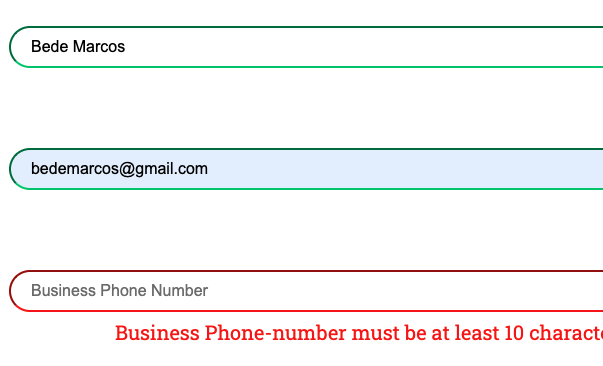 Bede Marcos
bedemarcos@gmail.com
Business Phone Number
Business Phone-number must be at least 10